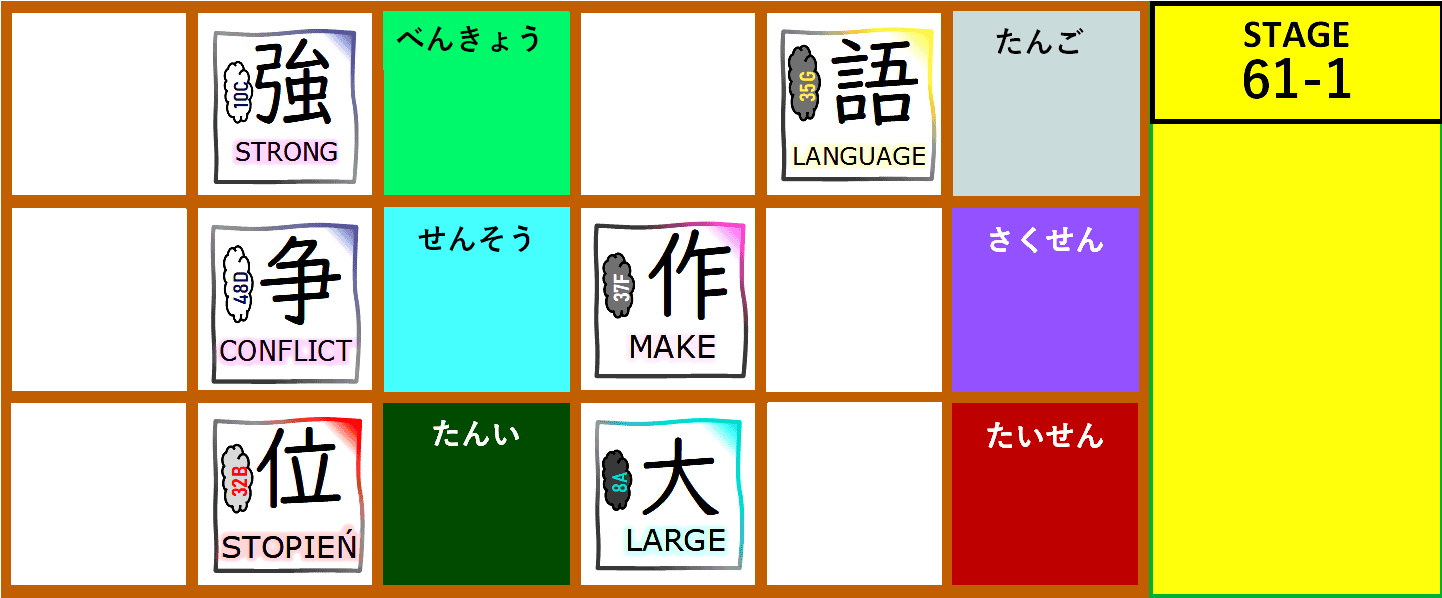 強
10C
STRONG
べんきょう
語
35G
LANGUAGE
たんご
STAGE
61-1
争
48D
CONFLICT
せんそう
作
37F
MAKE
さくせん
位
32B
STOPIEŃ
たんい
大
8A
LARGE
たいせん